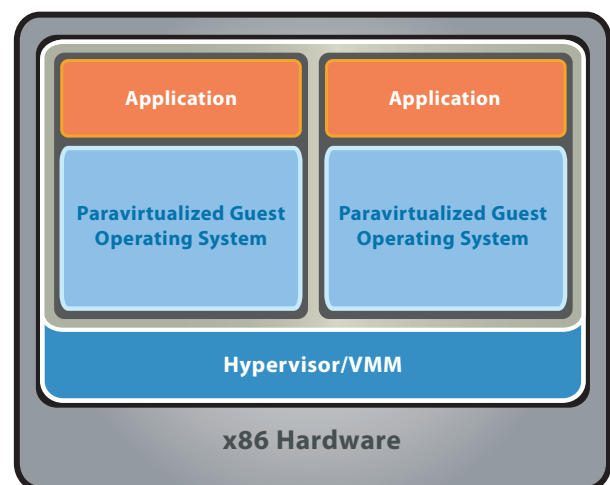 Application
Application
Paravirtualized Guest
Operating System
Paravirtualized Guest
Operating System
Hypervisor/VMM
x86 Hardware